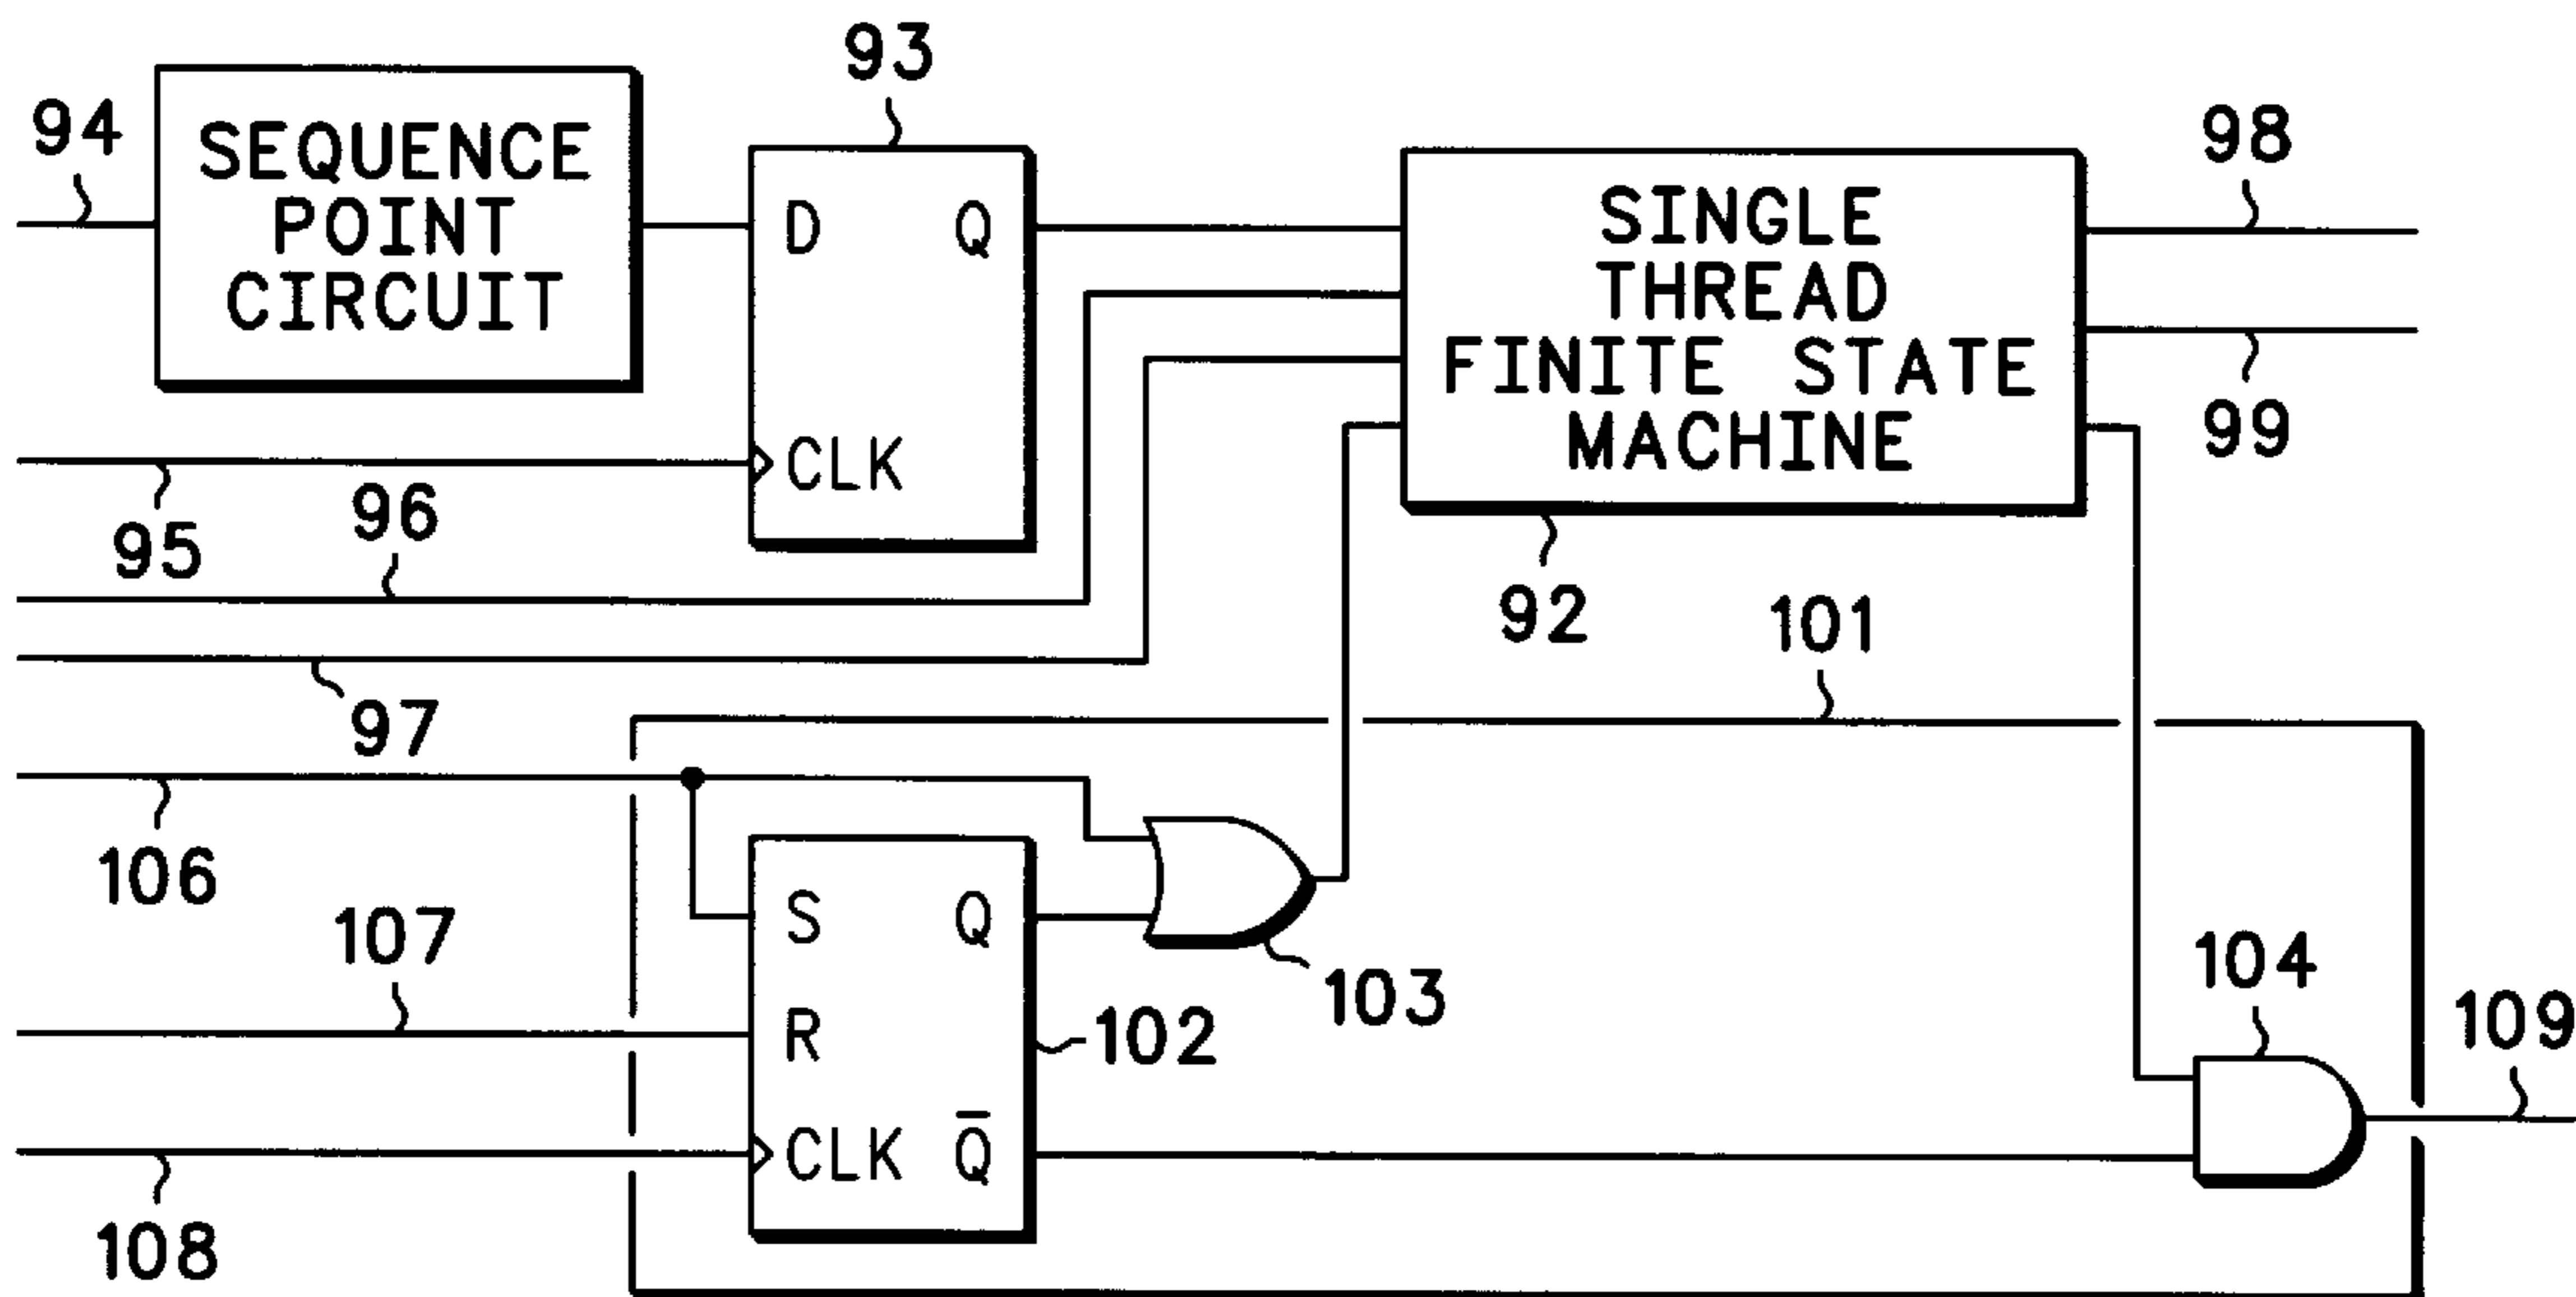 93
94
SEQUENCE
POINT
CIRCUIT
98
D Q
SINGLE
THREAD
FINITE STATE
MACHINE
99
CLK
95
96
92
101
97
106
S Q
107
103
104
R
102
109
CLK Q̅
108